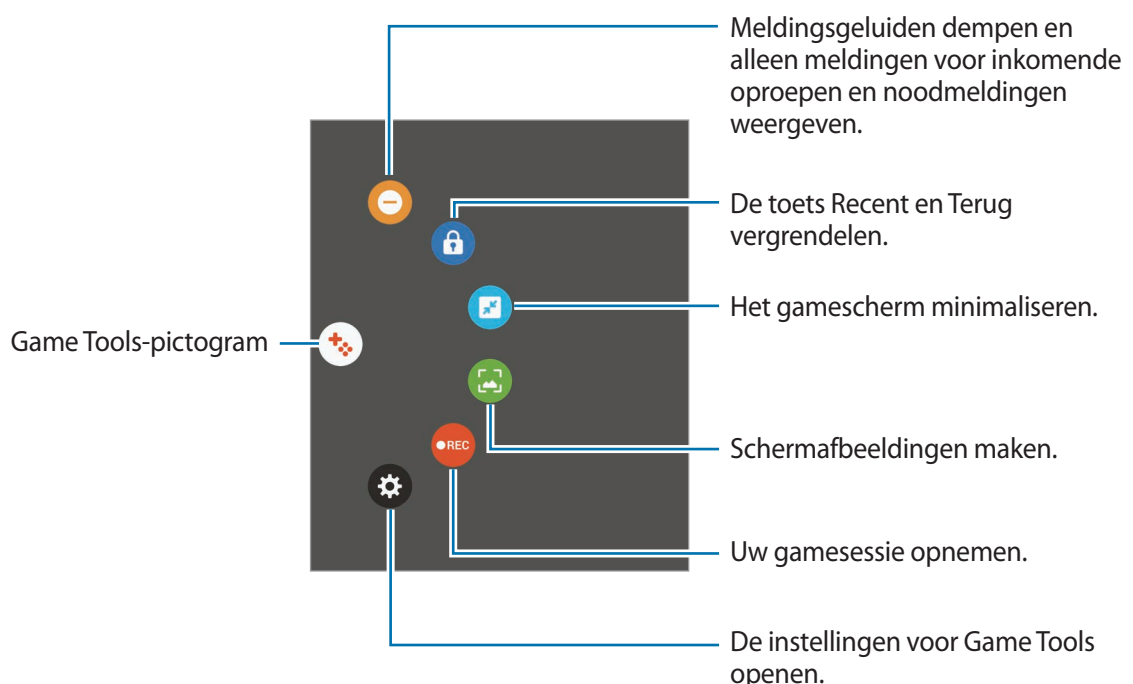 Meldingsgeluiden dempen en
alleen meldingen voor inkomende
oproepen en noodmeldingen
weergeven.
De toets Recent en Terug
vergrendelen.
Het gamescherm minimaliseren.
Game Tools-pictogram
Schermafbeeldingen maken.
REC
Uw gamesessie opnemen.
De instellingen voor Game Tools
openen.